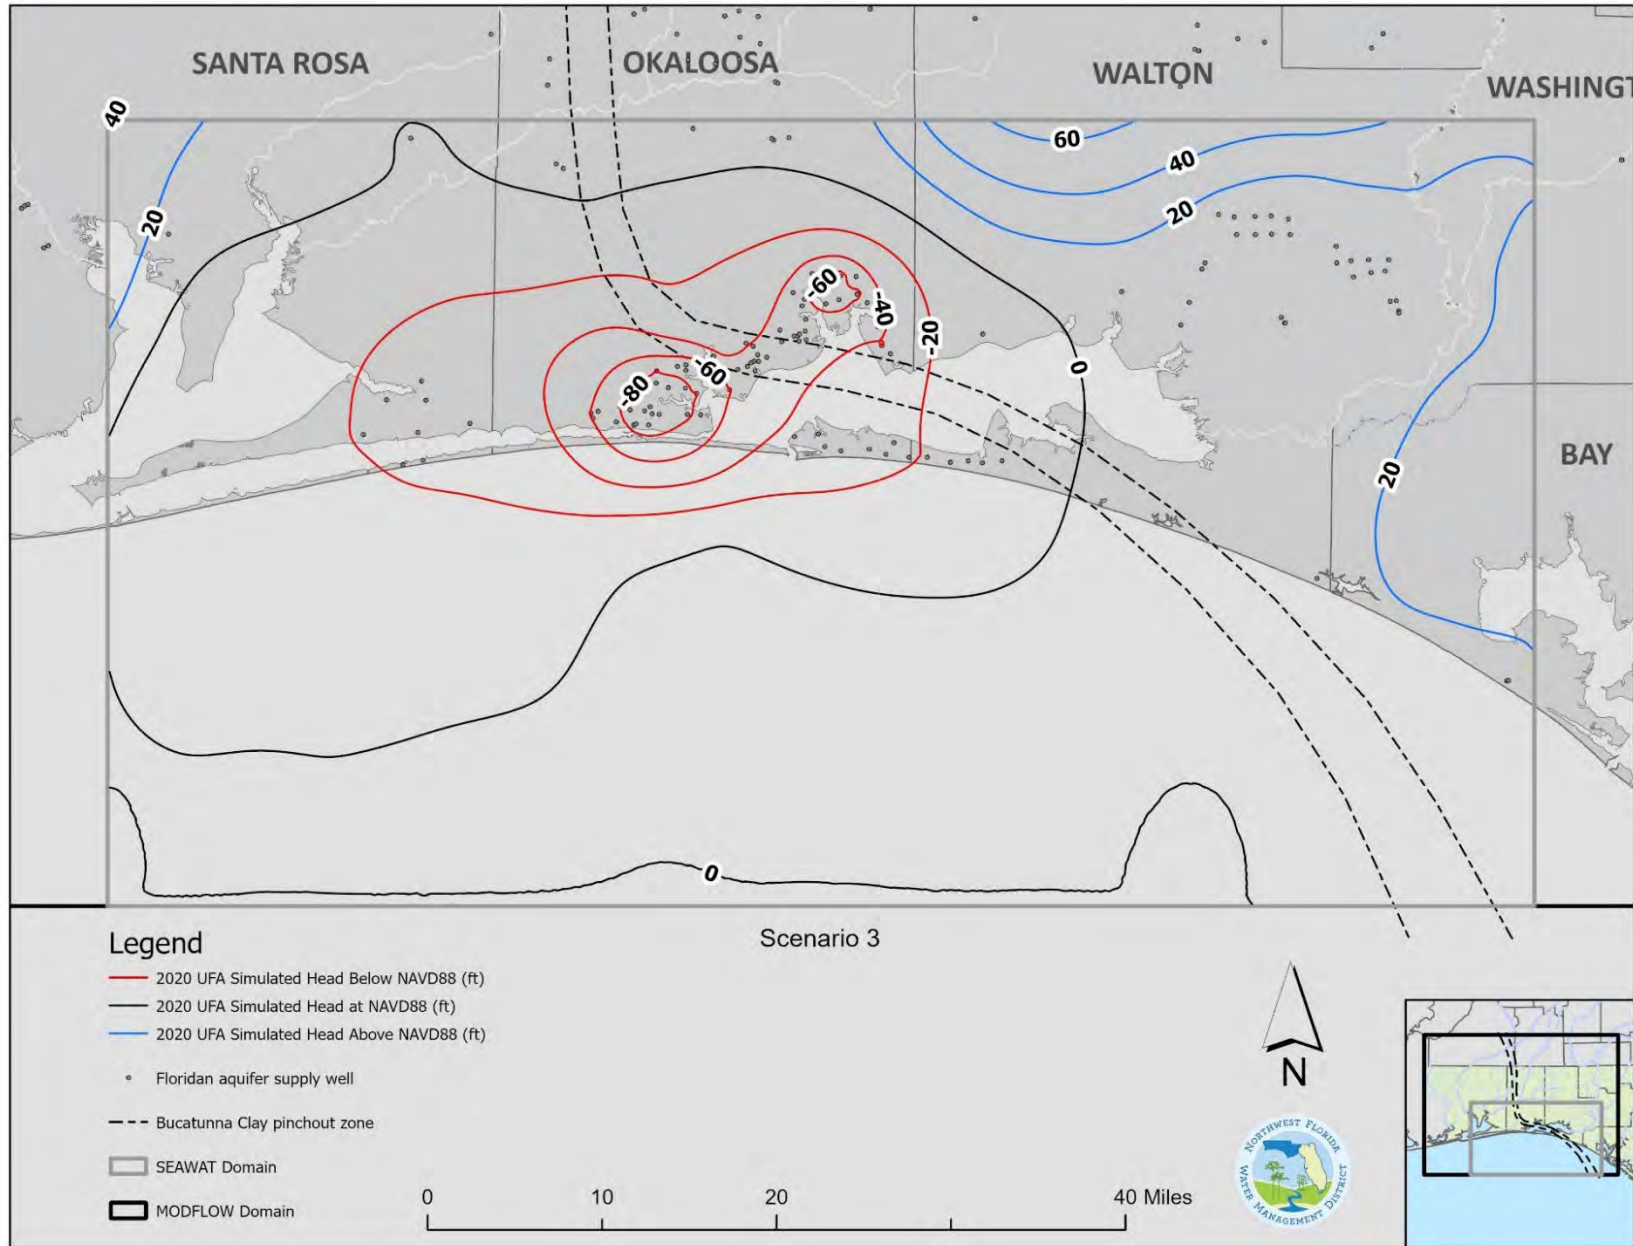 SANTA ROSA
OKALOOSA
WALTON
WASHINGT
40
60
40
20
20
-60
-40
-20
0
-60
-80
BAY
20
0
Scenario 3
Legend
2020 UFA Simulated Head Below NAVD88 (ft)
2020 UFA Simulated Head at NAVD88 (ft)
2020 UFA Simulated Head Above NAVD88 (ft)
Floridan aquifer supply well
Bucatunna Clay pinchout zone
SEAWAT Domain
MODFLOW Domain
0
10
20
40 Miles
N
NORTHWEST FLORIDA
WATER MANAGEMENT DISTRICT